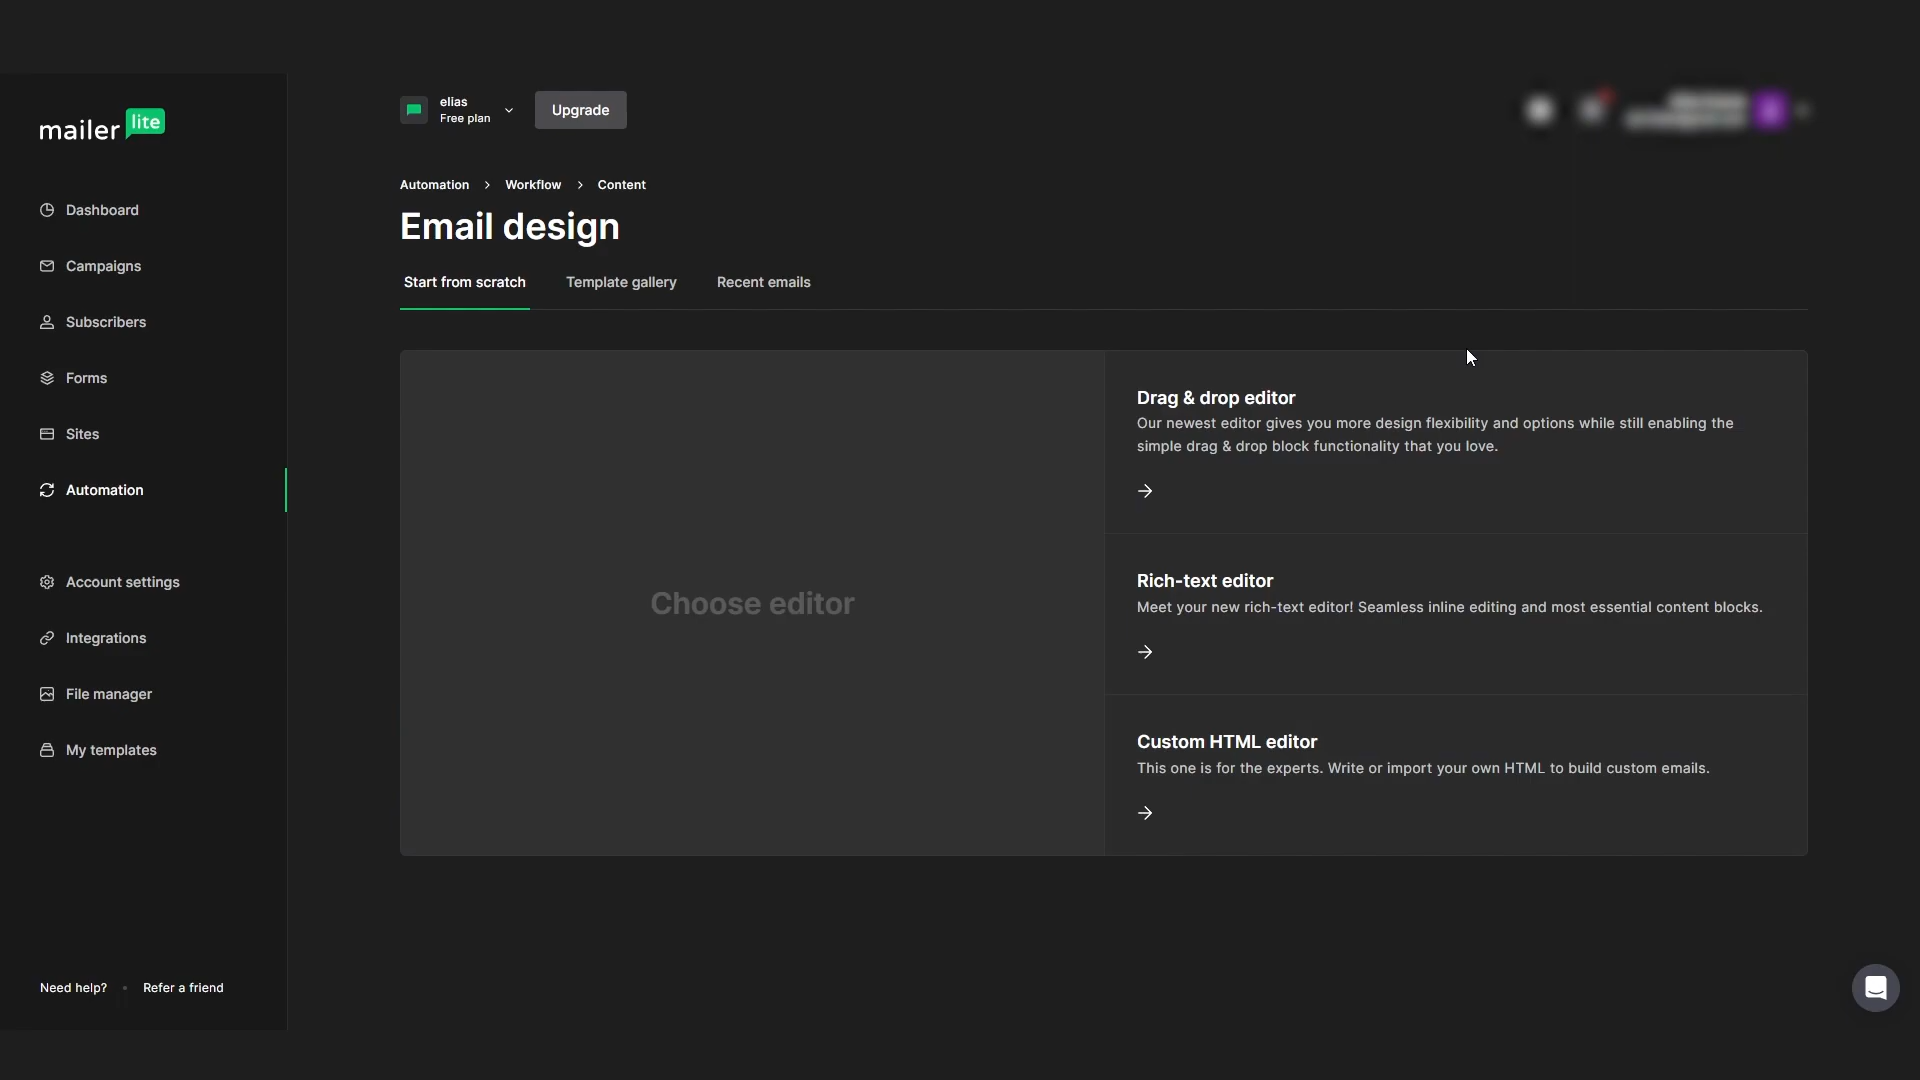 mailer lite
elias
Free plan
Upgrade
Dashboard
Campaigns
Subscribers
Forms
Sites
Automation
Account settings
Integrations
File manager
My templates
Need help? • Refer a friend
Automation > Workflow > Content
Email design
Start from scratch Template gallery Recent emails
Choose editor
Drag & drop editor
Our newest editor gives you more design flexibility and options while still enabling the
simple drag & drop block functionality that you love.
Rich-text editor
Meet your new rich-text editor! Seamless inline editing and most essential content blocks.
Custom HTML editor
This one is for the experts. Write or import your own HTML to build custom emails.